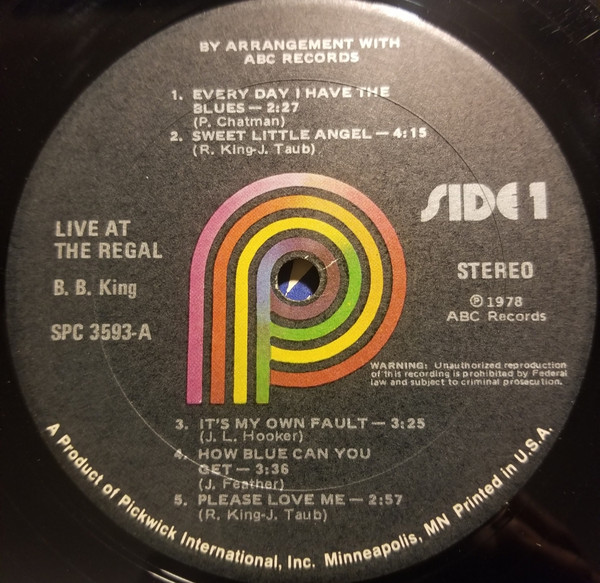 BY ARRANGEMENT WITH
ABC RECORDS
1. EVERY DAY I HAVE THE
BLUES — 2:27
(P. Chatman)
2. SWEET LITTLE ANGEL — 4:15
(R. King-J. Taub)
SIDE 1
LIVE AT
THE REGAL
B. B. King
SPC 3593-A
STEREO
℗ 1978
ABC Records
WARNING: Unauthorized reproduction
of this recording is prohibited by Federal
law and subject to criminal prosecution.
3. IT'S MY OWN FAULT — 3:25
(J. L. Hooker)
4. HOW BLUE CAN YOU
GET — 3:36
(J. Feather)
5. PLEASE LOVE ME — 2:57
(R. King-J. Taub)
A Product of Pickwick International, Inc. Minneapolis, MN Printed in U.S.A.